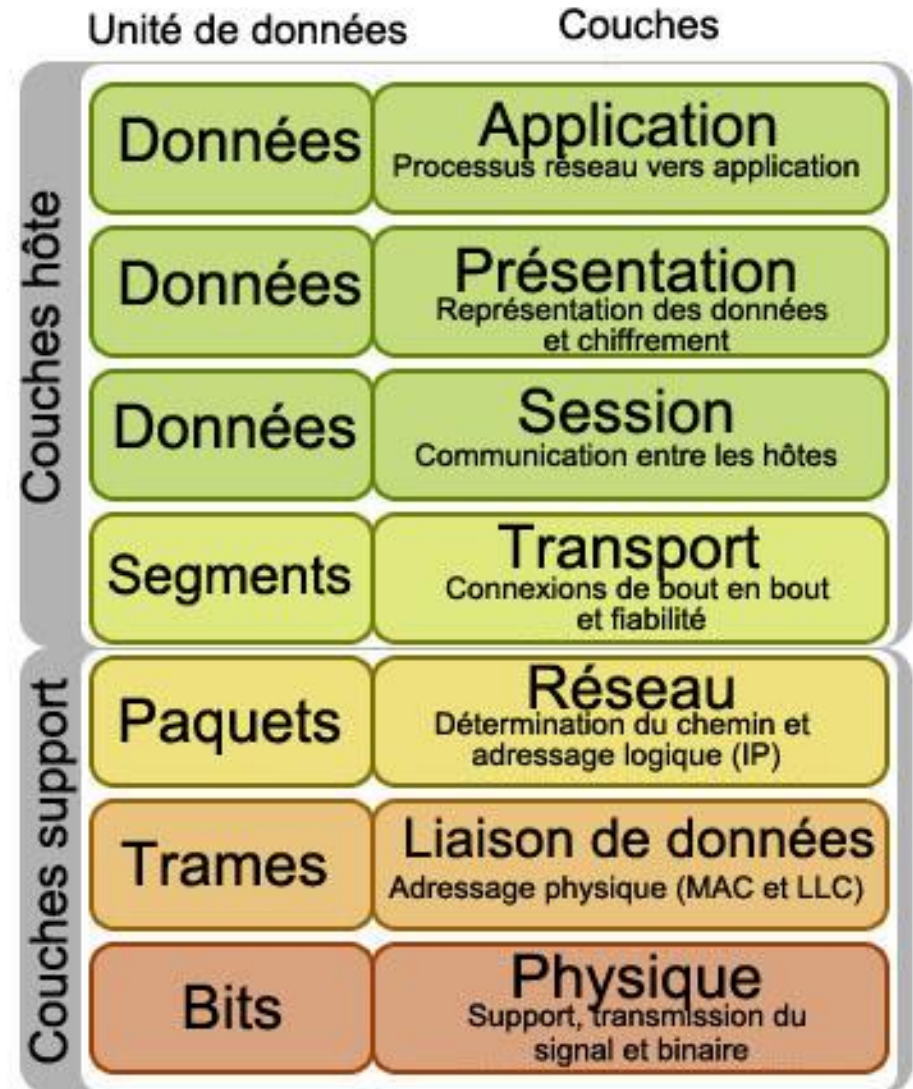 Unité de données Couches
Couches hôte
Données Application
Processus réseau vers application
Données Présentation
Représentation des données
et chiffrement
Données Session
Communication entre les hôtes
Segments Transport
Connexions de bout en bout
et fiabilité
Couches support
Paquets Réseau
Détermination du chemin et
adressage logique (IP)
Trames Liaison de données
Adressage physique (MAC et LLC)
Bits Physique
Support, transmission du
signal et binaire